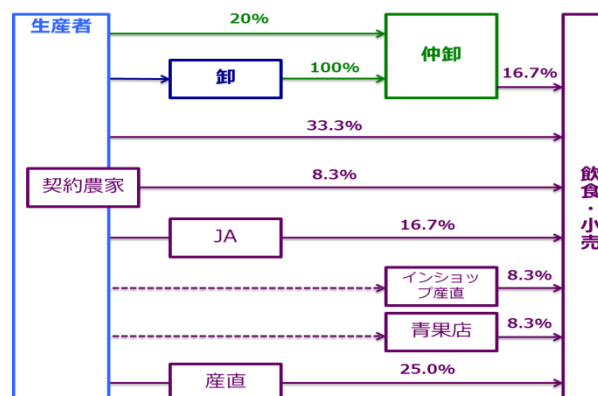 生産者
20%
仲卸
卸
100%
16.7%
33.3%
契約農家
8.3%
飲食・小売
JA
16.7%
インショッ
プ産直
8.3%
青果店
8.3%
産直
25.0%